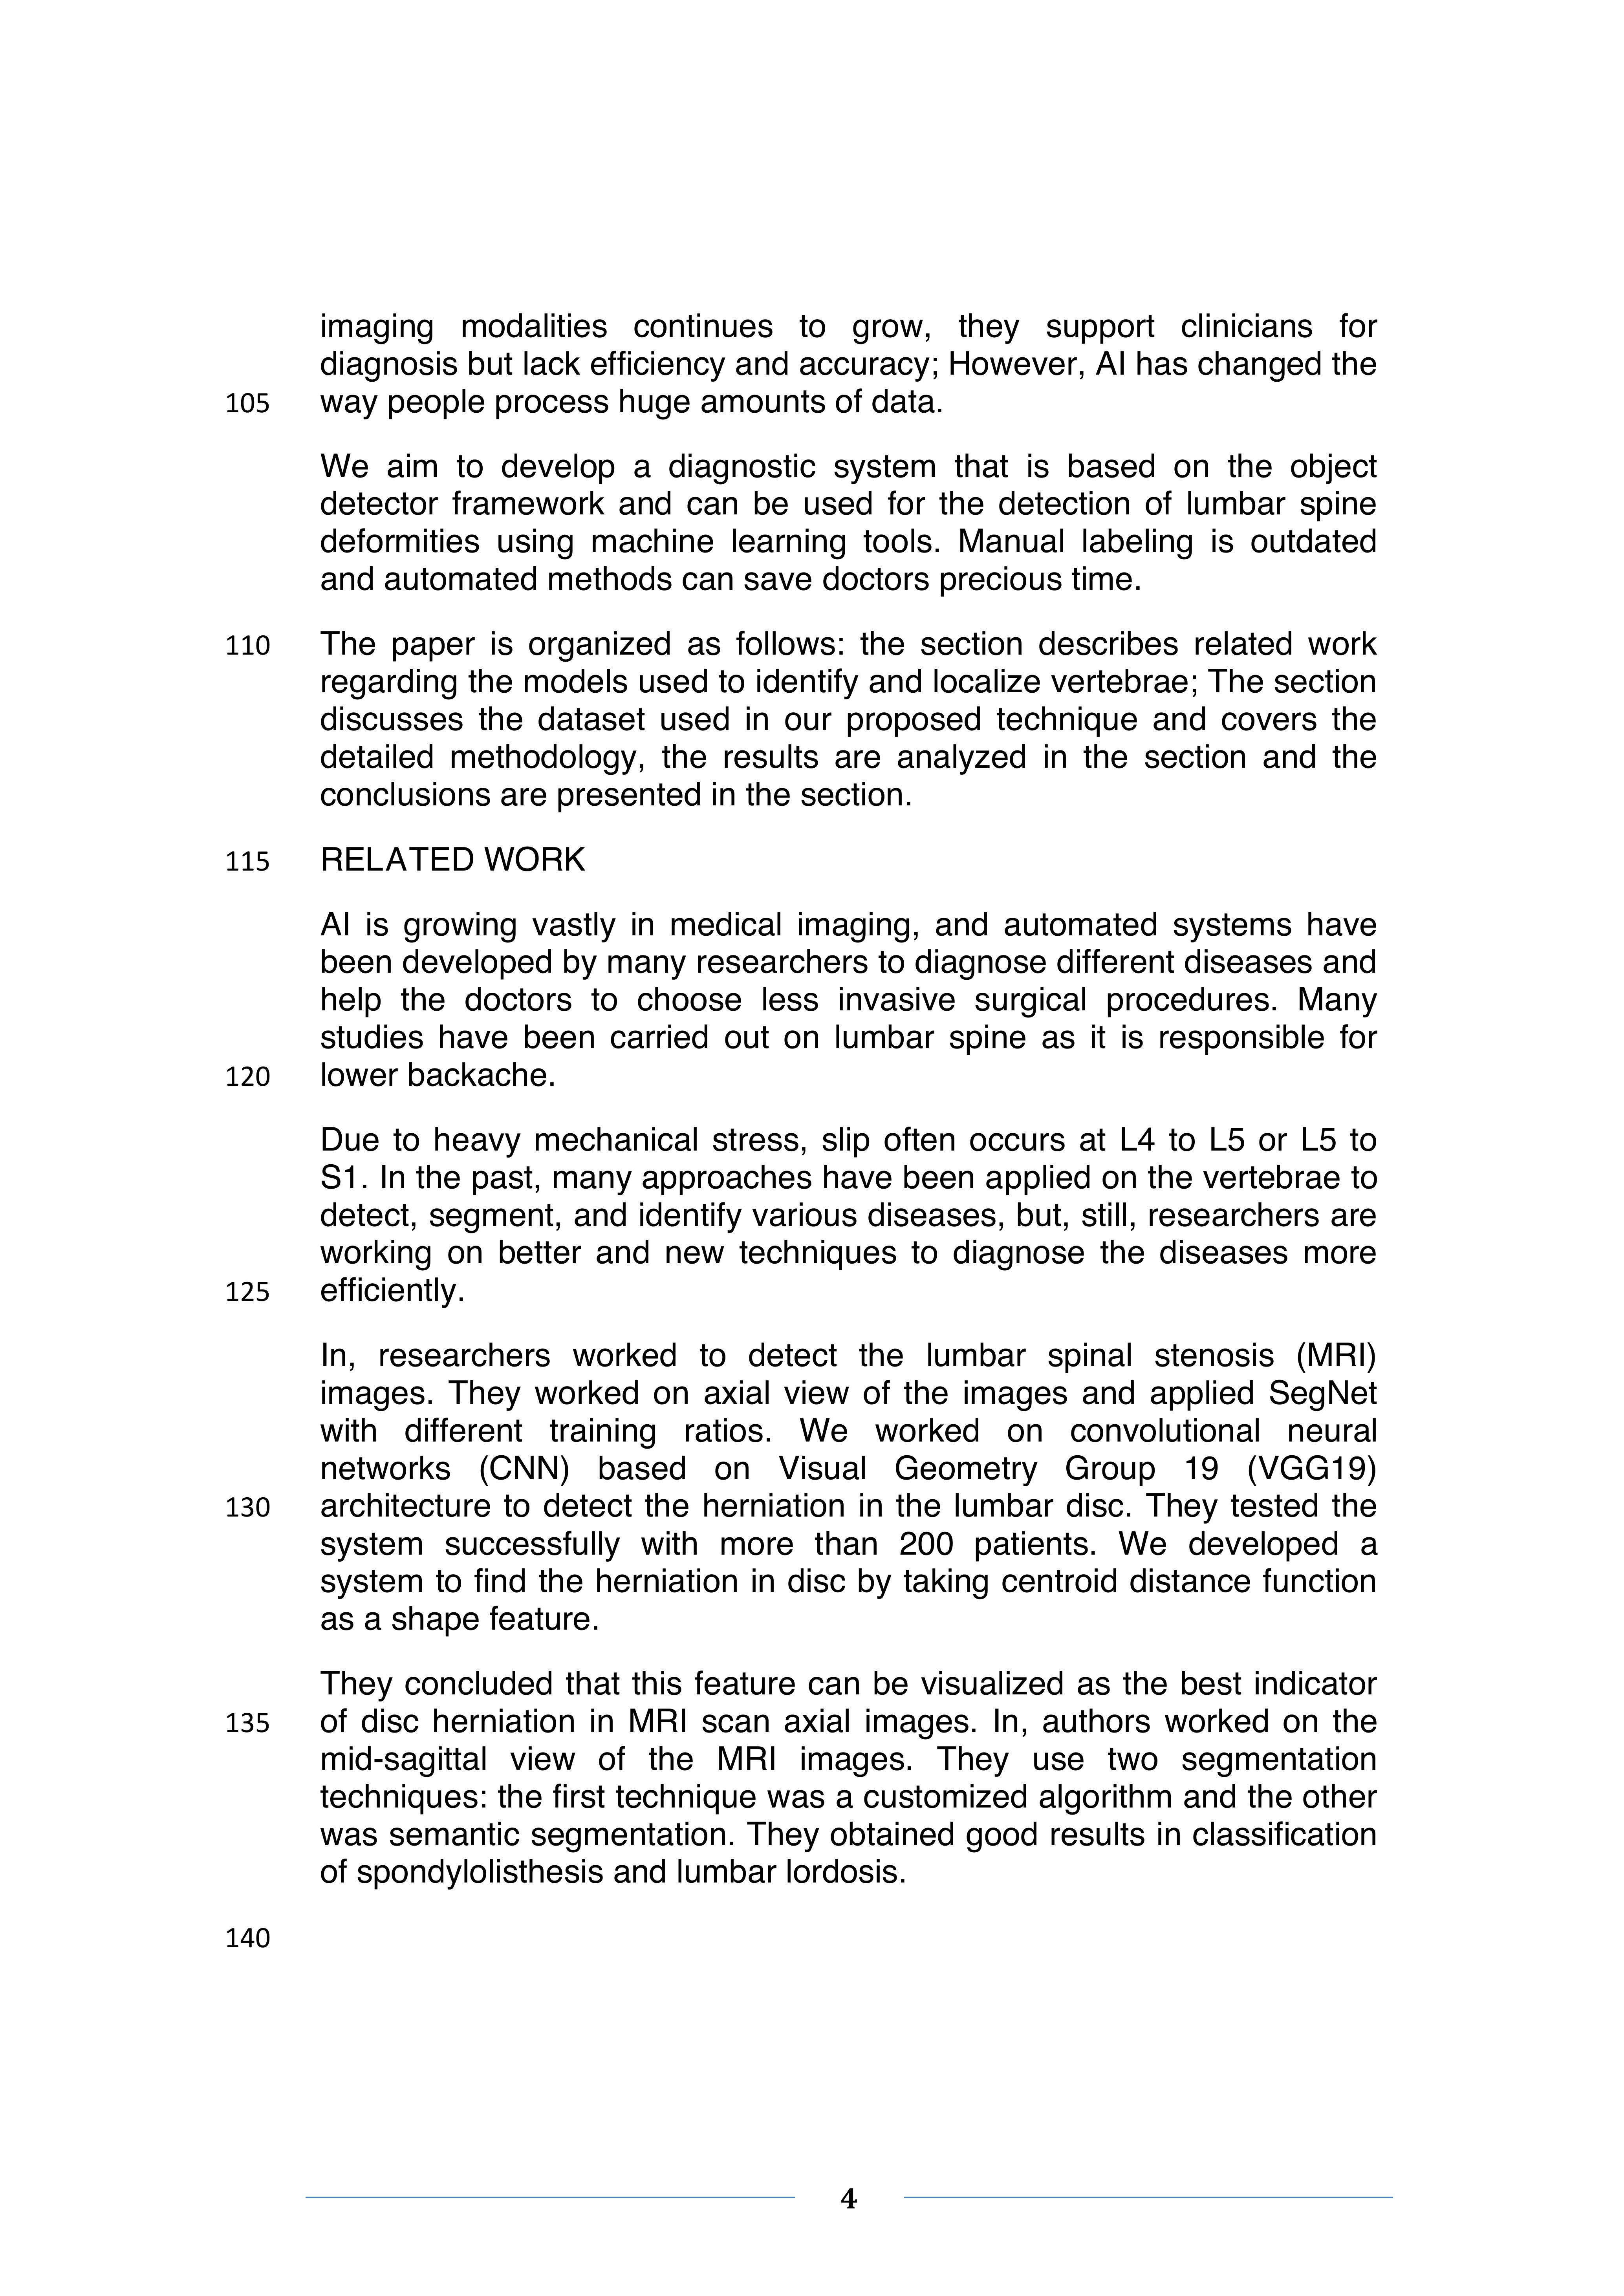 imaging modalities continues to grow, they support clinicians for
diagnosis but lack efficiency and accuracy; However, AI has changed the
105 way people process huge amounts of data.
We aim to develop a diagnostic system that is based on the object
detector framework and can be used for the detection of lumbar spine
deformities using machine learning tools. Manual labeling is outdated
and automated methods can save doctors precious time.
110 The paper is organized as follows: the section describes related work
regarding the models used to identify and localize vertebrae; The section
discusses the dataset used in our proposed technique and covers the
detailed methodology, the results are analyzed in the section and the
conclusions are presented in the section.
115 RELATED WORK
AI is growing vastly in medical imaging, and automated systems have
been developed by many researchers to diagnose different diseases and
help the doctors to choose less invasive surgical procedures. Many
studies have been carried out on lumbar spine as it is responsible for
120 lower backache.
Due to heavy mechanical stress, slip often occurs at L4 to L5 or L5 to
S1. In the past, many approaches have been applied on the vertebrae to
detect, segment, and identify various diseases, but, still, researchers are
working on better and new techniques to diagnose the diseases more
125 efficiently.
In, researchers worked to detect the lumbar spinal stenosis (MRI)
images. They worked on axial view of the images and applied SegNet
with different training ratios. We worked on convolutional neural
networks (CNN) based on Visual Geometry Group 19 (VGG19)
130 architecture to detect the herniation in the lumbar disc. They tested the
system successfully with more than 200 patients. We developed a
system to find the herniation in disc by taking centroid distance function
as a shape feature.
They concluded that this feature can be visualized as the best indicator
135 of disc herniation in MRI scan axial images. In, authors worked on the
mid-sagittal view of the MRI images. They use two segmentation
techniques: the first technique was a customized algorithm and the other
was semantic segmentation. They obtained good results in classification
of spondylolisthesis and lumbar lordosis.
140
4